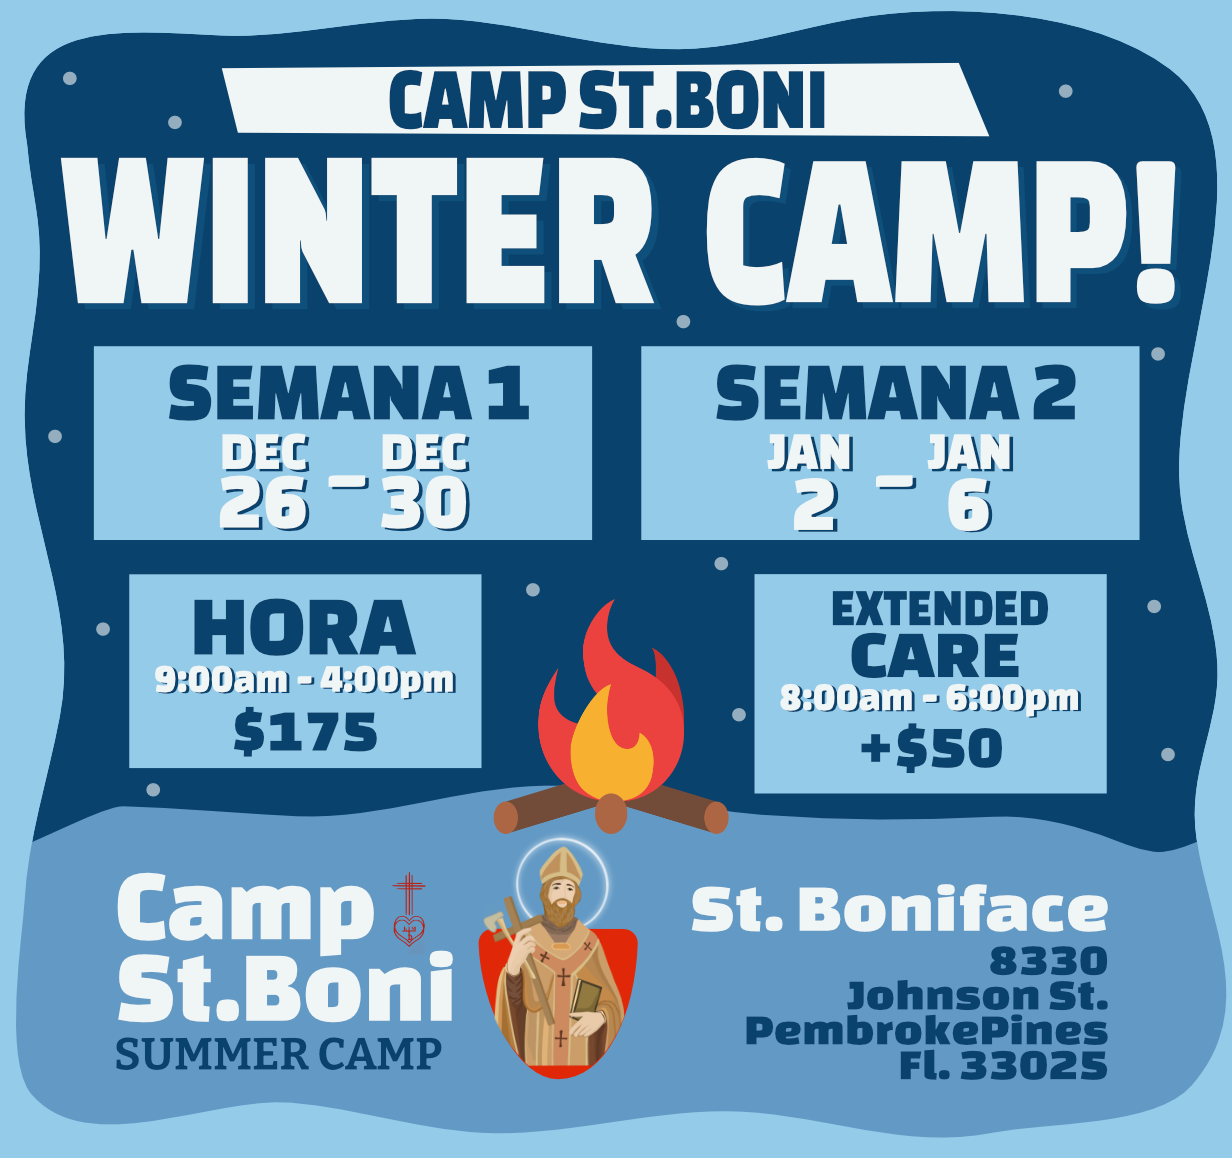 CAMP ST.BONI
WINTER CAMP!
SEMANA 1
DEC 26 – DEC 30
SEMANA 2
JAN 2 – JAN 6
HORA
9:00am - 4:00pm
$175
EXTENDED
CARE
8:00am - 6:00pm
+$50
Camp
St.Boni
SUMMER CAMP
St. Boniface
8330
Johnson St.
PembrokePines
Fl. 33025